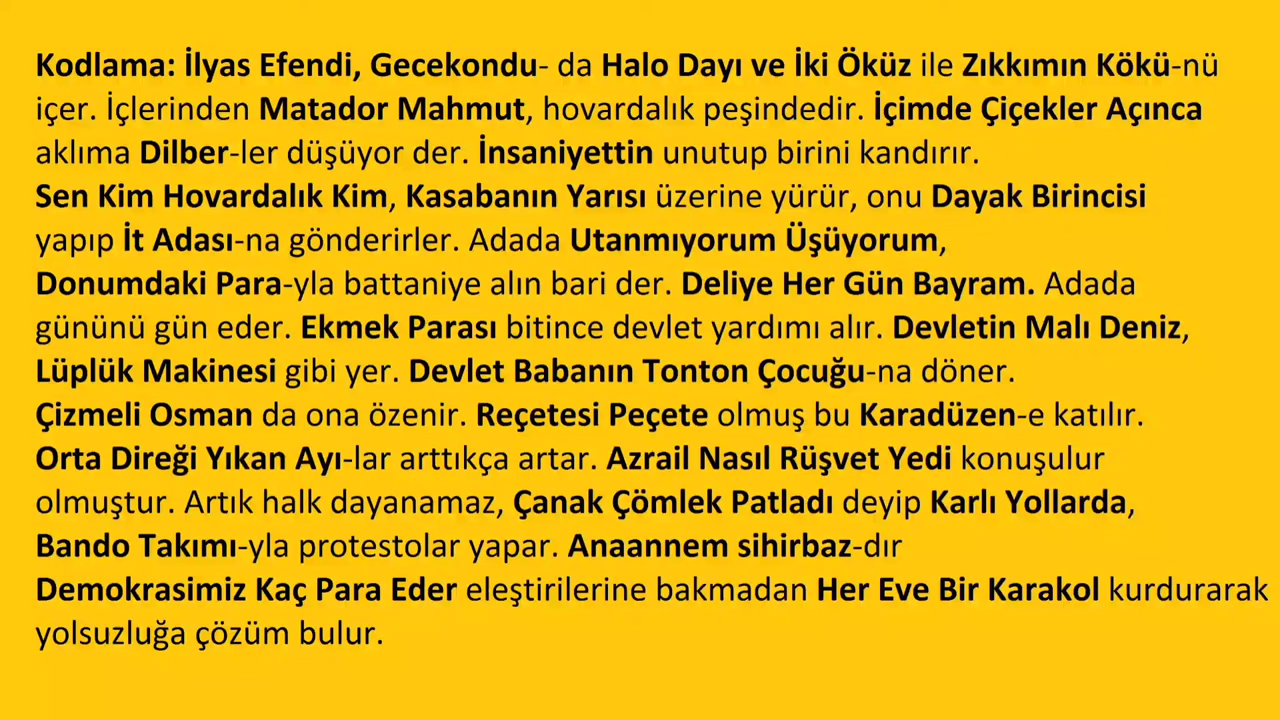 Kodlama: İlyas Efendi, Gecekondu- da Halo Dayı ve İki Öküz ile Zıkkımın Kökü-nü
içer. İçlerinden Matador Mahmut, hovardalık peşindedir. İçimde Çiçekler Açınca
aklıma Dilber-ler düşüyor der. İnsaniyettin unutup birini kandırır.
Sen Kim Hovardalık Kim, Kasabanın Yarısı üzerine yürür, onu Dayak Birincisi
yapıp İt Adası-na gönderirler. Adada Utanmıyorum Üşüyorum,
Donumdaki Para-yla battaniye alın bari der. Deliye Her Gün Bayram. Adada
gününü gün eder. Ekmek Parası bitince devlet yardımı alır. Devletin Malı Deniz,
Lüplük Makinesi gibi yer. Devlet Babanın Tonton Çocuğu-na döner.
Çizmeli Osman da ona özenir. Reçetesi Peçete olmuş bu Karadüzen-e katılır.
Orta Direği Yıkan Ayı-lar arttıkça artar. Azrail Nasıl Rüşvet Yedi konuşulur
olmuştur. Artık halk dayanamaz, Çanak Çömlek Patladı deyip Karlı Yollarda,
Bando Takımı-yla protestolar yapar. Anaannem sihirbaz-dır
Demokrasimiz Kaç Para Eder eleştirilerine bakmadan Her Eve Bir Karakol kurdurarak
yolsuzluğa çözüm bulur.